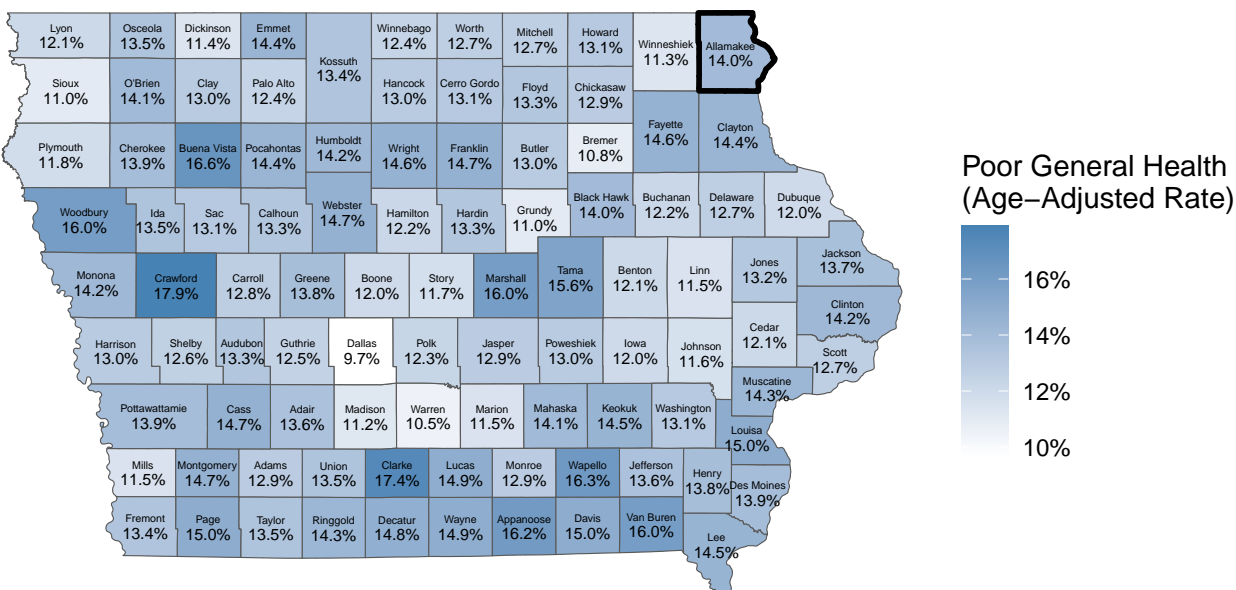 Lyon
12.1%
Osceola
13.5%
Dickinson
11.4%
Emmet
14.4%
Kossuth
13.4%
Winnebago
12.4%
Worth
12.7%
Mitchell
12.7%
Howard
13.1%
Winneshiek
11.3%
Allamakee
14.0%
Sioux
11.0%
O'Brien
14.1%
Clay
13.0%
Palo Alto
12.4%
Hancock
13.0%
Cerro Gordo
13.1%
Floyd
13.3%
Chickasaw
12.9%
Fayette
14.6%
Clayton
14.4%
Plymouth
11.8%
Cherokee
13.9%
Buena Vista
16.6%
Pocahontas
14.4%
Humboldt
14.2%
Wright
14.6%
Franklin
14.7%
Butler
13.0%
Bremer
10.8%
Woodbury
16.0%
Ida
13.5%
Sac
13.1%
Calhoun
13.3%
Webster
14.7%
Hamilton
12.2%
Hardin
13.3%
Grundy
11.0%
Black Hawk
14.0%
Buchanan
12.2%
Delaware
12.7%
Dubuque
12.0%
Monona
14.2%
Crawford
17.9%
Carroll
12.8%
Greene
13.8%
Boone
12.0%
Story
11.7%
Marshall
16.0%
Tama
15.6%
Benton
12.1%
Linn
11.5%
Jones
13.2%
Jackson
13.7%
Clinton
14.2%
Harrison
13.0%
Shelby
12.6%
Audubon
13.3%
Guthrie
12.5%
Dallas
9.7%
Polk
12.3%
Jasper
12.9%
Poweshiek
13.0%
Iowa
12.0%
Johnson
11.6%
Cedar
12.1%
Scott
12.7%
Muscatine
14.3%
Pottawattamie
13.9%
Cass
14.7%
Adair
13.6%
Madison
11.2%
Warren
10.5%
Marion
11.5%
Mahaska
14.1%
Keokuk
14.5%
Washington
13.1%
Louisa
15.0%
Mills
11.5%
Montgomery
14.7%
Adams
12.9%
Union
13.5%
Clarke
17.4%
Lucas
14.9%
Monroe
12.9%
Wapello
16.3%
Jefferson
13.6%
Henry
13.8%
Des Moines
13.9%
Fremont
13.4%
Page
15.0%
Taylor
13.5%
Ringgold
14.3%
Decatur
14.8%
Wayne
14.9%
Appanoose
16.2%
Davis
15.0%
Van Buren
16.0%
Lee
14.5%
Poor General Health
(Age−Adjusted Rate)
16%
14%
12%
10%